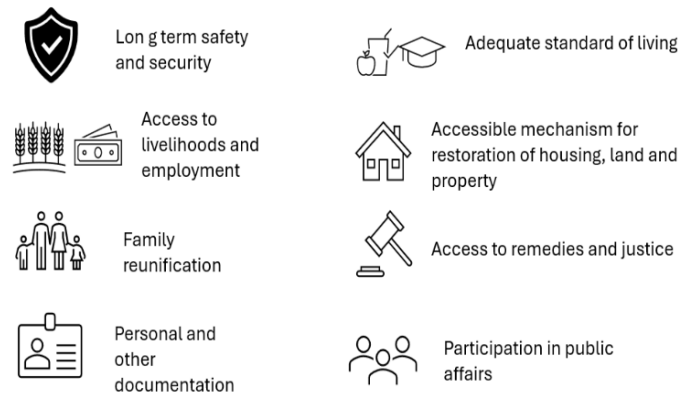 Lon g term safety
and security
Access to
livelihoods and
employment
Family
reunification
Personal and
other
documentation
Adequate standard of living
Accessible mechanism for
restoration of housing, land and
property
Access to remedies and justice
Participation in public
affairs